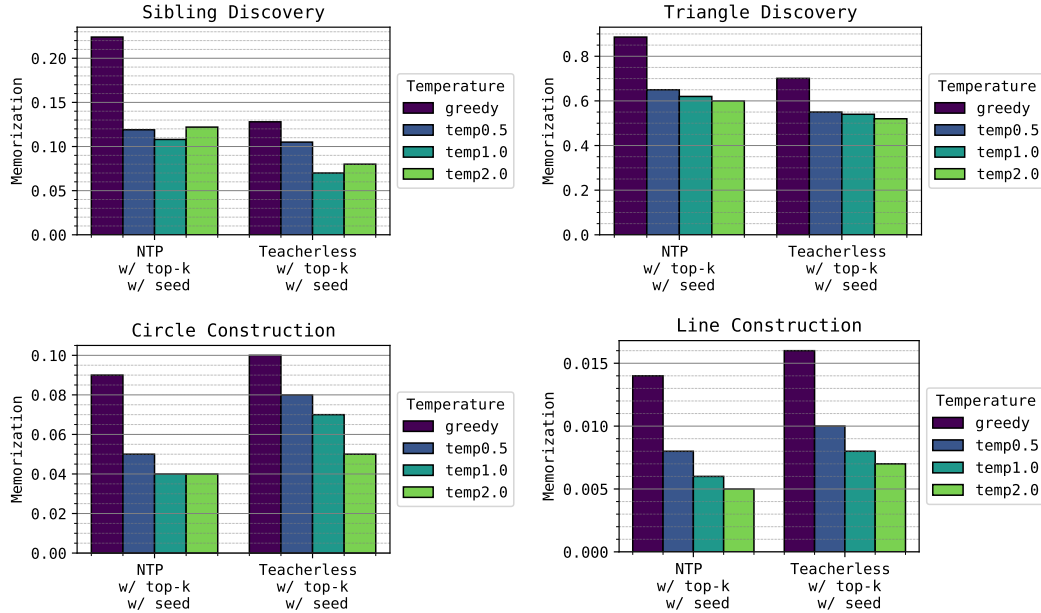 Sibling Discovery
Memorization
0.20
0.15
0.10
0.05
0.00
NTP
w/ top-k
w/ seed
Teacherless
w/ top-k
w/ seed
Temperature
greedy
temp0.5
temp1.0
temp2.0
Triangle Discovery
Memorization
0.8
0.6
0.4
0.2
0.0
NTP
w/ top-k
w/ seed
Teacherless
w/ top-k
w/ seed
Temperature
greedy
temp0.5
temp1.0
temp2.0
Circle Construction
Memorization
0.10
0.08
0.06
0.04
0.02
0.00
NTP
w/ top-k
w/ seed
Teacherless
w/ top-k
w/ seed
Temperature
greedy
temp0.5
temp1.0
temp2.0
Line Construction
Memorization
0.015
0.010
0.005
0.000
NTP
w/ top-k
w/ seed
Teacherless
w/ top-k
w/ seed
Temperature
greedy
temp0.5
temp1.0
temp2.0